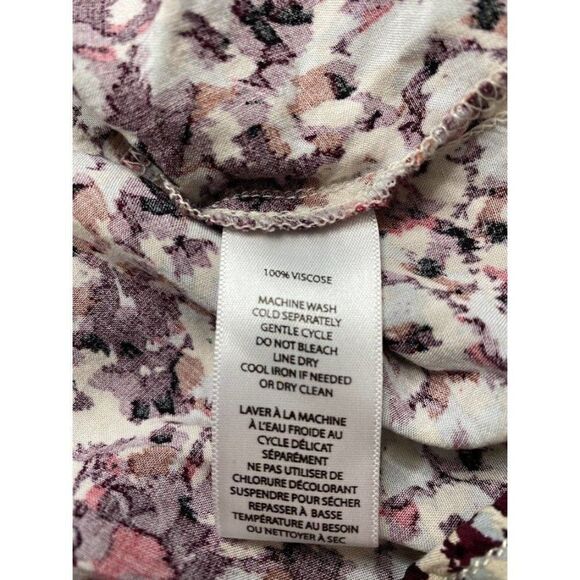 100% VISCOSE
MACHINE WASH
COLD SEPARATELY
GENTLE CYCLE
DO NOT BLEACH
LINE DRY
COOL IRON IF NEEDED
OR DRY CLEAN
LAVER À LA MACHINE
À L'EAU FROIDE AU
CYCLE DÉLICAT
SÉPARÉMENT
NE PAS UTILISER DE
CHLORURE DÉCOLORANT
SUSPENDRE POUR SÉCHER
REPASSER À BASSE
TEMPÉRATURE AU BESOIN
OU NETTOYER À SEC